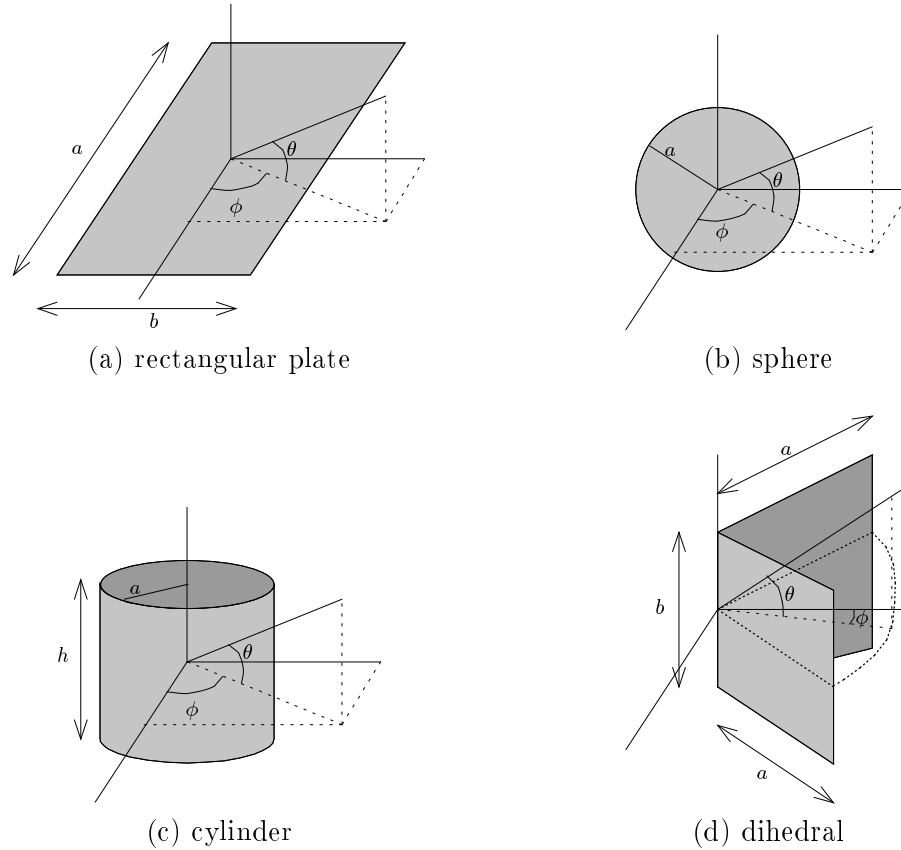 a
θ
ϕ
b
(a) rectangular plate
a
θ
ϕ
(b) sphere
a
h
θ
ϕ
(c) cylinder
a
b
θ
ϕ
a
(d) dihedral